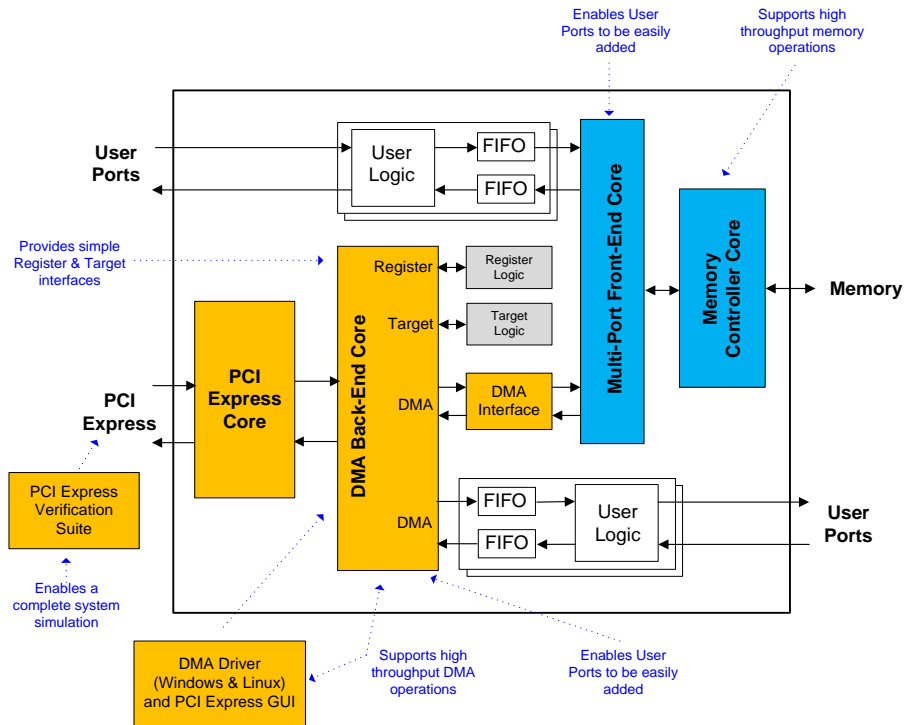 Enables User
Ports to be easily
added
Supports high
throughput memory
operations
User
Ports
User
Logic
FIFO
FIFO
Multi-Port Front-End Core
Memory
Controller Core
Memory
Provides simple
Register & Target
interfaces
Register
Register
Logic
Target
Target
Logic
PCI
Express
PCI
Express
Core
DMA Back-End Core
DMA
DMA
Interface
PCI Express
Verification
Suite
DMA
FIFO
FIFO
User
Logic
User
Ports
Enables a
complete system
simulation
DMA Driver
(Windows & Linux)
and PCI Express GUI
Supports high
throughput DMA
operations
Enables User
Ports to be easily
added